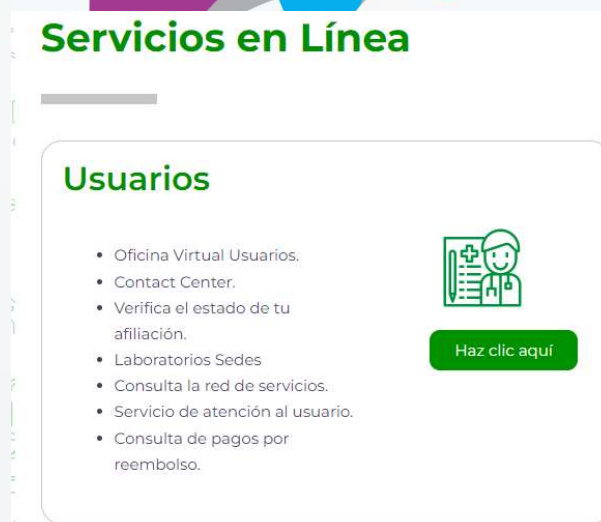 Servicios en Línea
Usuarios
• Oficina Virtual Usuarios.
• Contact Center.
• Verifica el estado de tu
afiliación.
• Laboratorios Sedes
• Consulta la red de servicios.
• Servicio de atención al usuario.
• Consulta de pagos por
reembolso.
Haz clic aquí